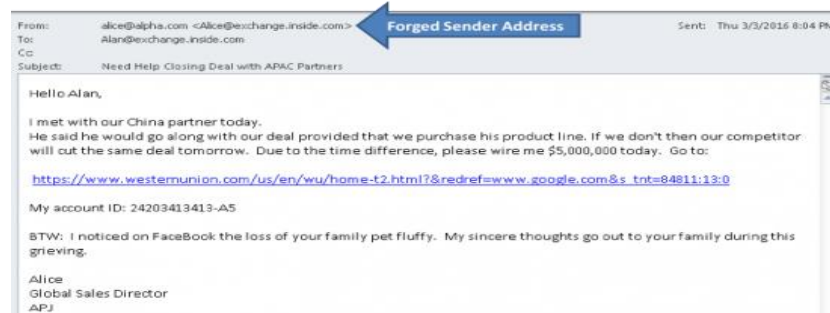 From: alice@alpha.com <Alice@exchange.inside.com> Forged Sender Address Sent: Thu 3/3/2016 8:04 PM
To: Alan@exchange.inside.com
Cc:
Subject: Need Help Closing Deal with APAC Partners
Hello Alan,
I met with our China partner today.
He said he would go along with our deal provided that we purchase his product line. If we don't then our competitor
will cut the same deal tomorrow. Due to the time difference, please wire me $5,000,000 today. Go to:
https://www.westernunion.com/us/en/wu/home-t2.html?&redref=www.google.com&s_tnt=84811:13:0
My account ID: 24203413413-A5
BTW: I noticed on FaceBook the loss of your family pet fluffy. My sincere thoughts go out to your family during this
grieving.
Alice
Global Sales Director
APJ